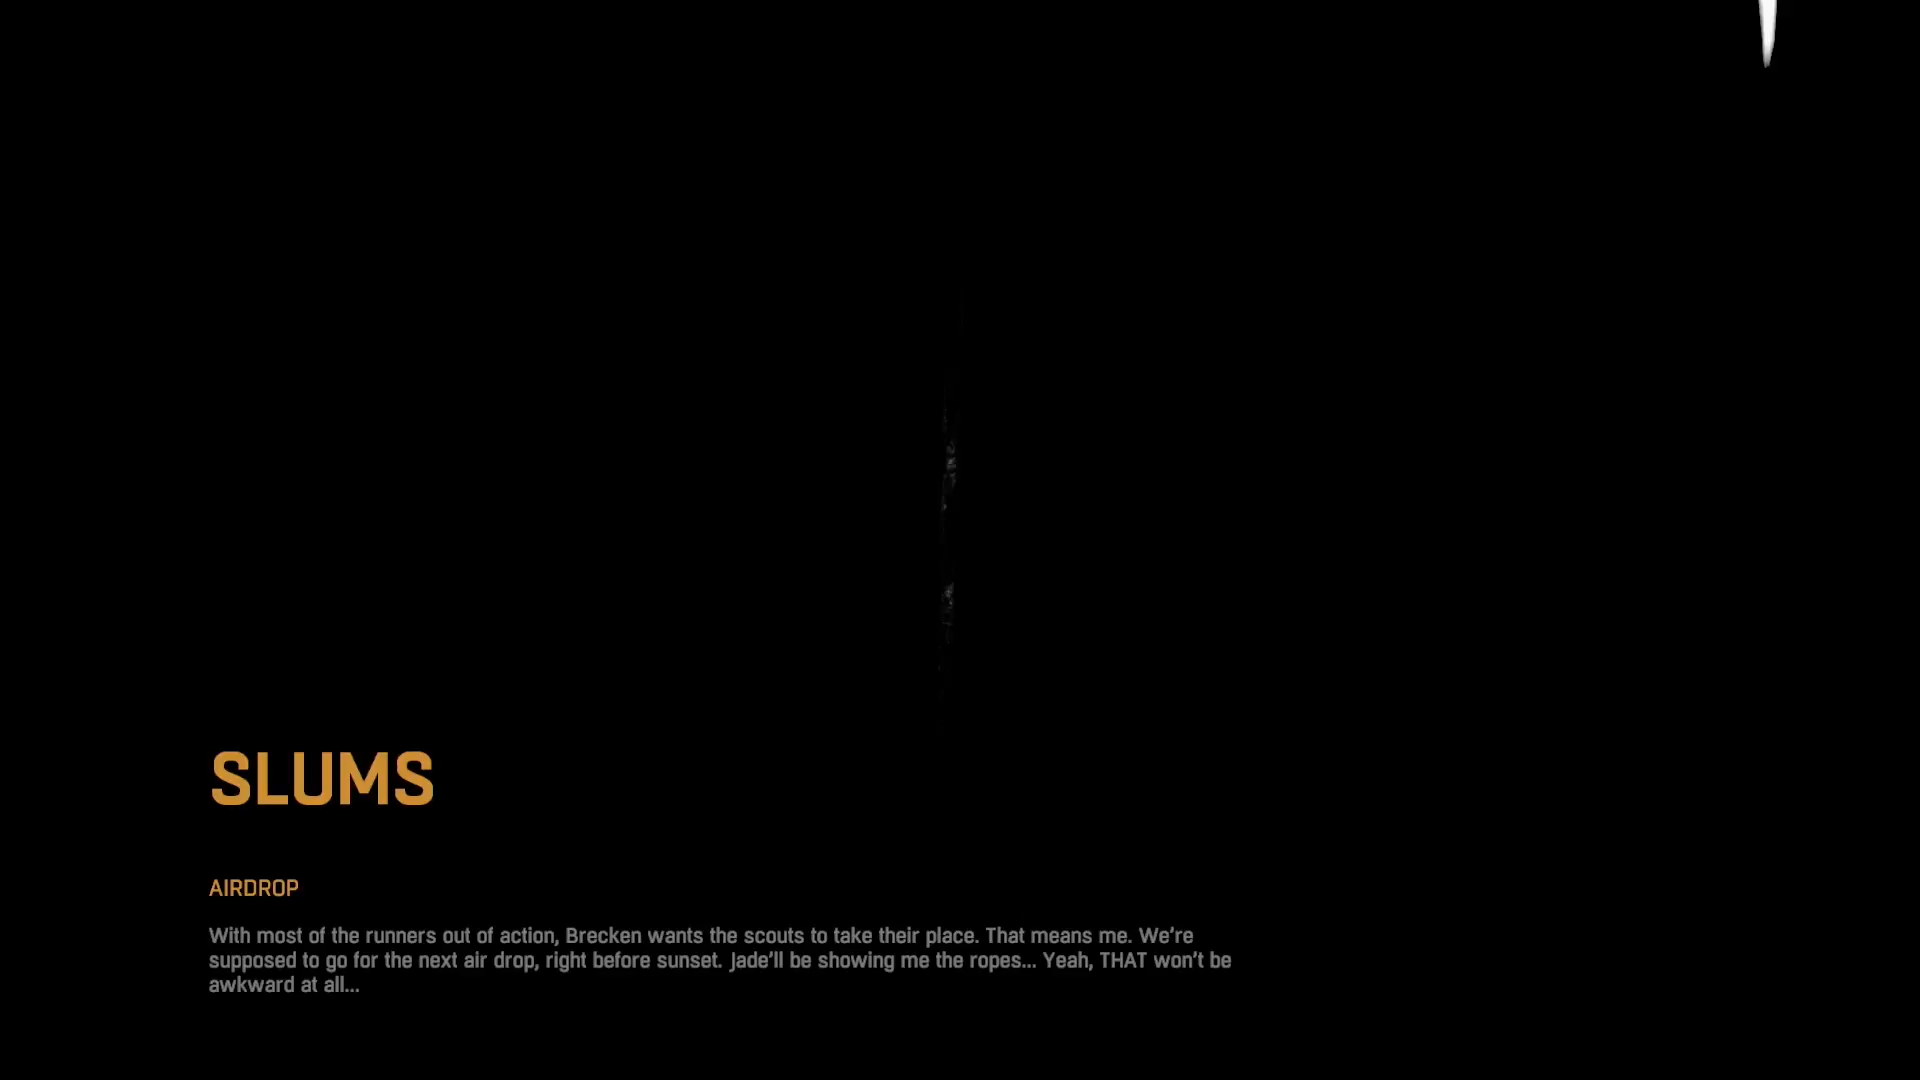 SLUMS
AIRDROP
With most of the runners out of action, Brecken wants the scouts to take their place. That means me. We're
supposed to go for the next air drop, right before sunset. Jade'll be showing me the ropes... Yeah, THAT won't be
awkward at all...